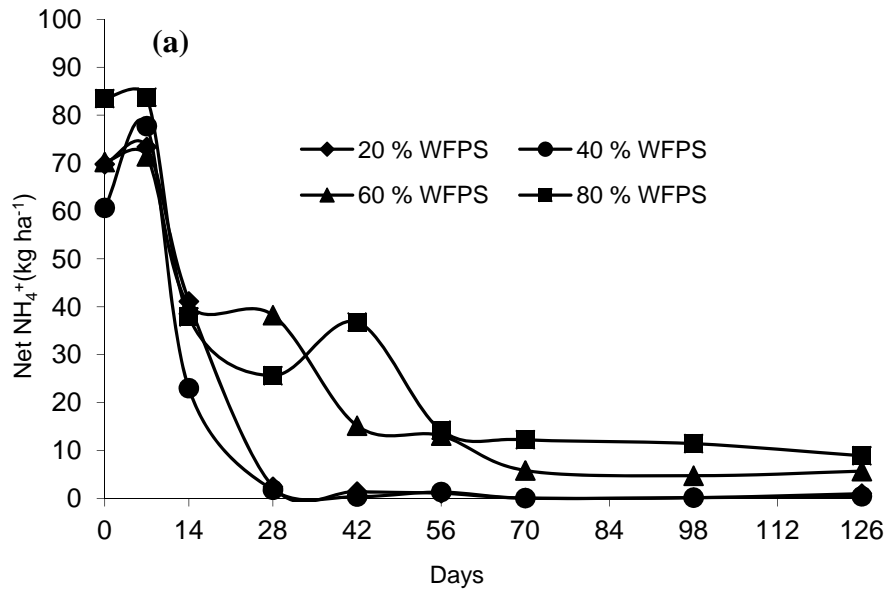 (a)
100
90
80
70
60
50
40
30
20
10
0
Net NH₄⁺(kg ha⁻¹)
20 % WFPS
40 % WFPS
60 % WFPS
80 % WFPS
0 14 28 42 56 70 84 98 112 126
Days